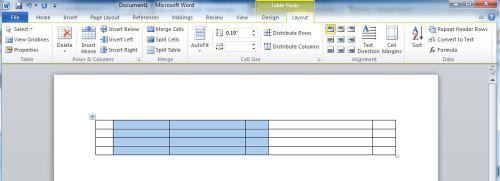 Document1 - Microsoft Word
Table Tools
File Home Insert Page Layout References Mailings Review View Design Layout
Select
View Gridlines
Properties
Table
Delete
Insert Above
Insert Below
Insert Left
Insert Right
Rows & Columns
Merge Cells
Split Cells
Split Table
Merge
AutoFit
0.19"
Distribute Rows
Distribute Columns
Cell Size
Text Direction
Cell Margins
Alignment
Sort
Repeat Header Rows
Convert to Text
Formula
Data